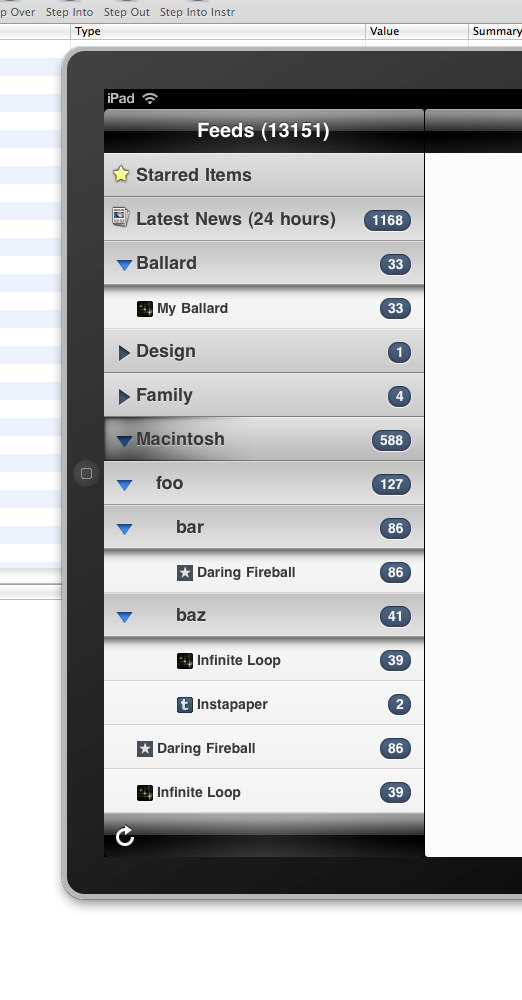 p Over Step Into Step Out Step Into Instr
Type Value Summary
iPad
Feeds (13151)
Starred Items
Latest News (24 hours) 1168
Ballard 33
My Ballard 33
Design 1
Family 4
Macintosh 588
foo 127
bar 86
Daring Fireball 86
baz 41
Infinite Loop 39
Instapaper 2
Daring Fireball 86
Infinite Loop 39